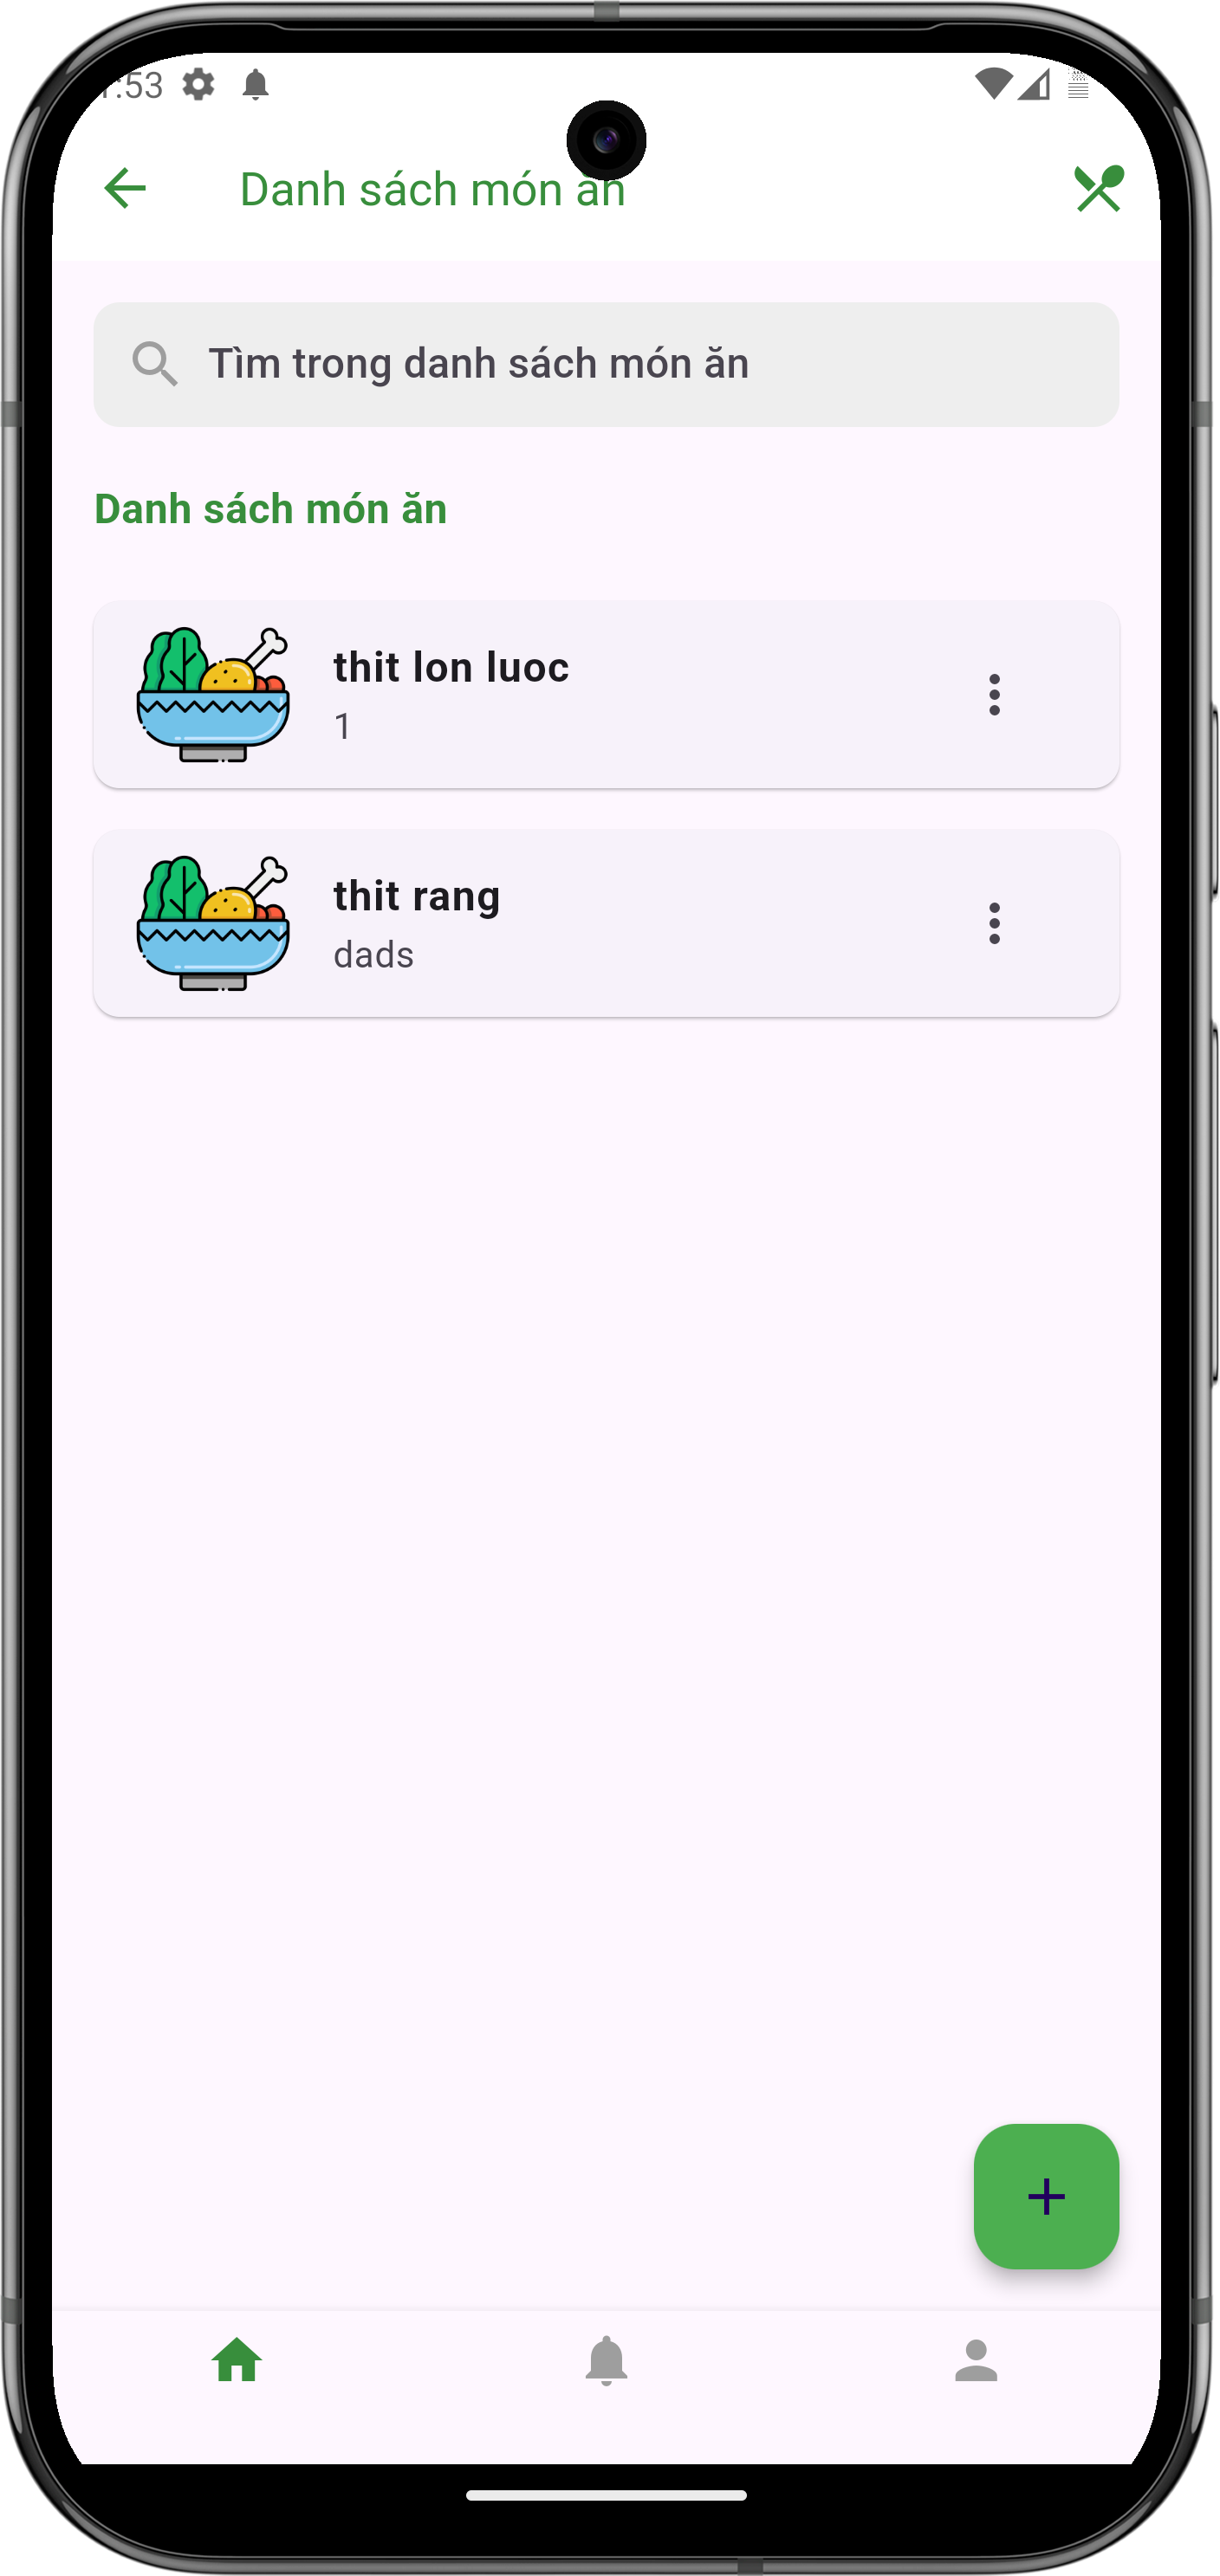 :53
Danh sách món ăn
Tìm trong danh sách món ăn
Danh sách món ăn
thit lon luoc
1
thit rang
dads